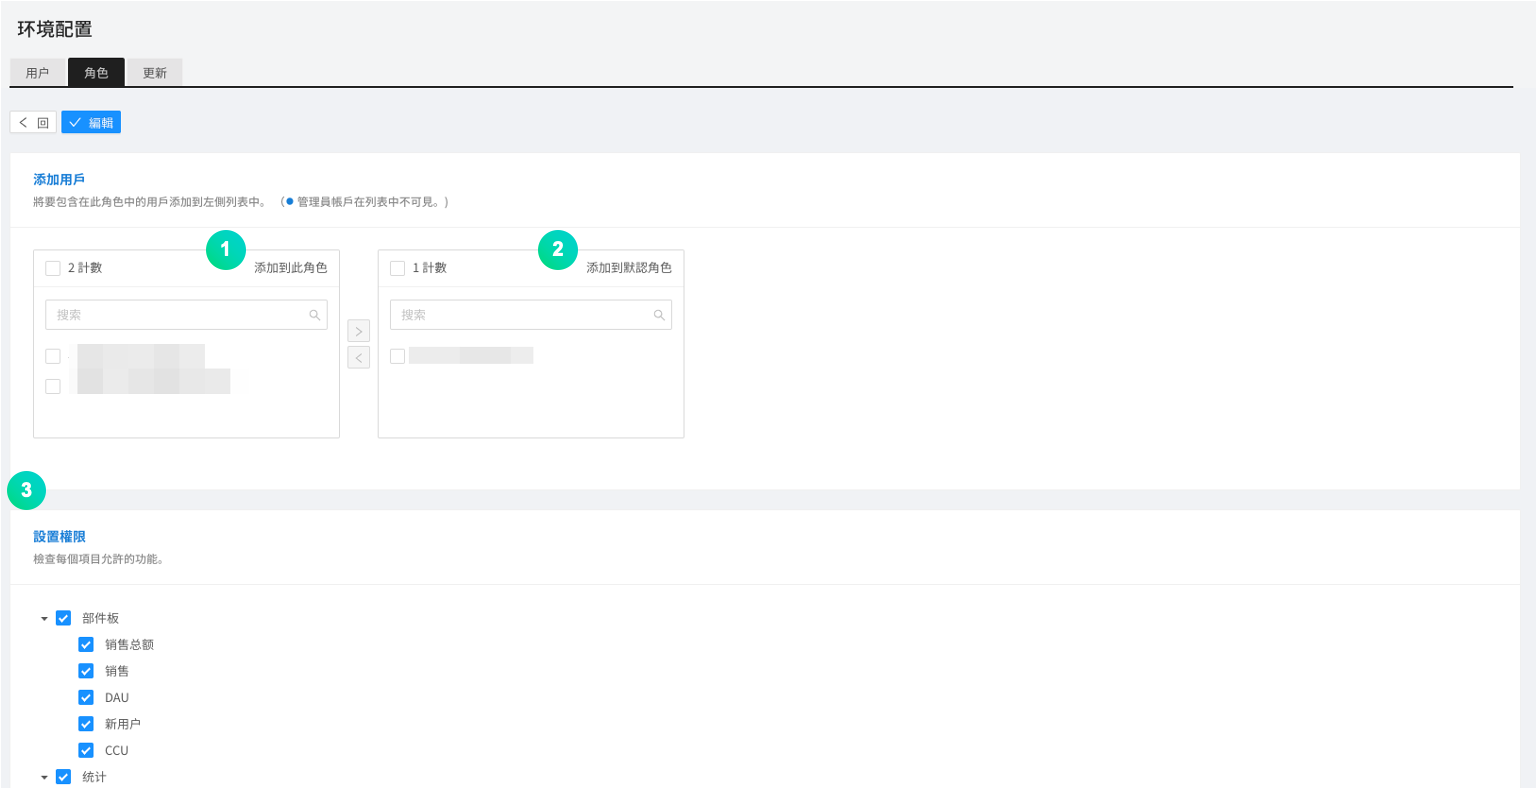 环境配置
用户 角色 更新
回 編輯
添加用戶
將要包含在此角色中的用戶添加到左側列表中。 (● 管理員帳戶在列表中不可見。)
1 2
2 計數 添加到此角色 1 計數 添加到默認角色
搜索 搜索
3
設置權限
檢查每個項目允許的功能。
部件板
销售总额
销售
DAU
新用户
CCU
统计